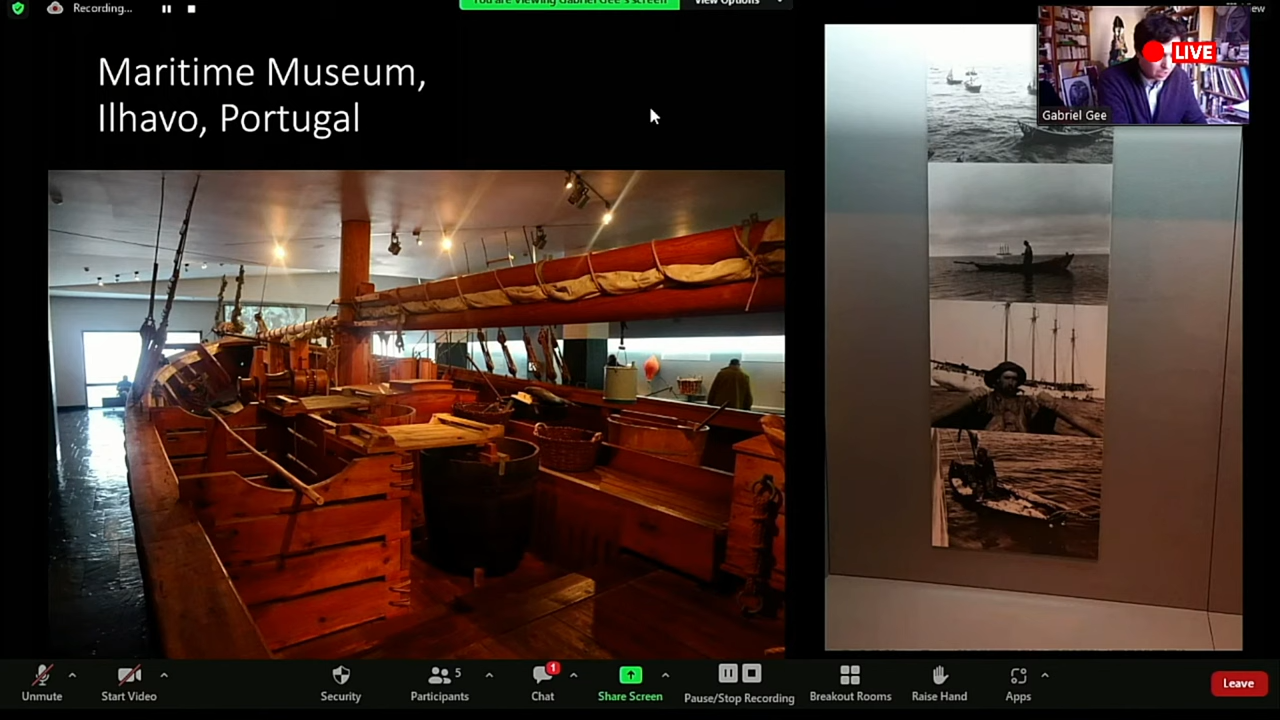 Recording...
You are viewing Gabriel Gee's screen
View Options
Maritime Museum,
Ilhavo, Portugal
LIVE
Gabriel Gee
Unmute
Start Video
Security
5
Participants
1
Chat
Share Screen
Pause/Stop Recording
Breakout Rooms
Raise Hand
Apps
Leave